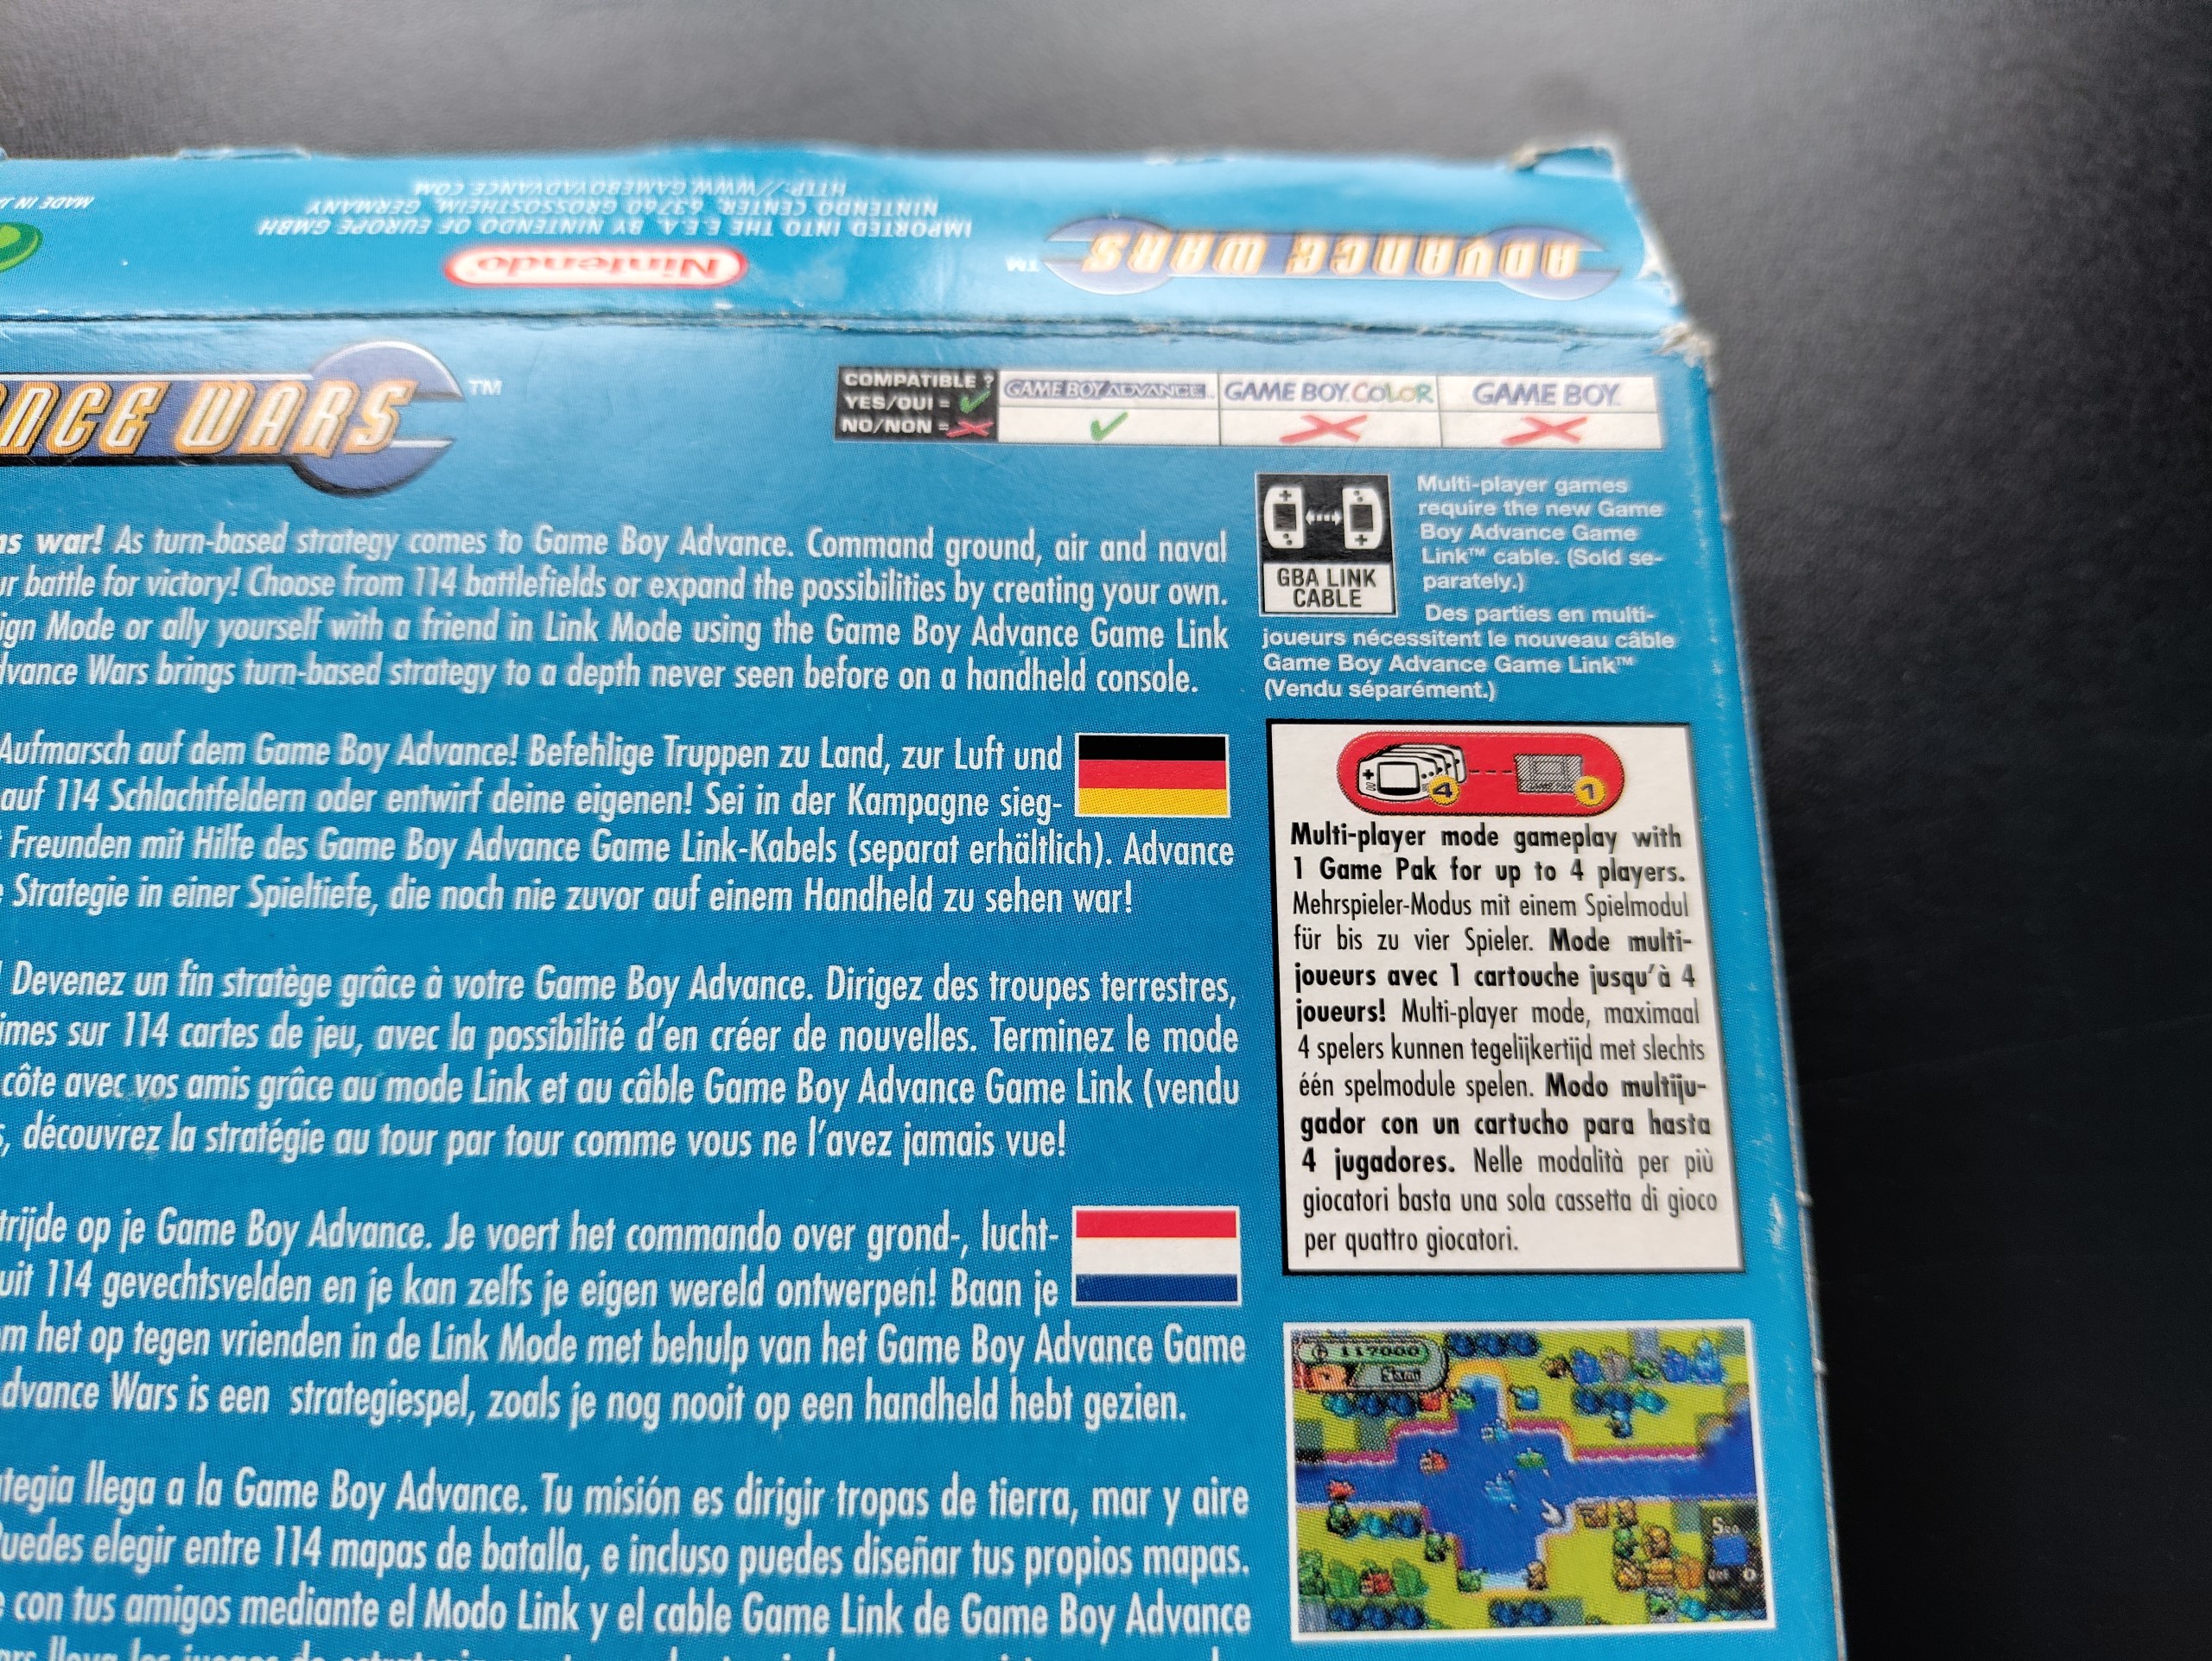 MADE IN
HTTP://WWW.GAMEBOYADVANCE.COM
NINTENDO CENTER, 63760 GROSSOSTHEIM, GERMANY
IMPORTED INTO THE E.E.A. BY NINTENDO OF EUROPE GMBH
Nintendo
ADVANCE WARS™
NCE WARS™
COMPATIBLE ?
YES/OUI =
NO/NON =
GAME BOY ADVANCE
GAME BOY COLOR
GAME BOY
war! As turn-based strategy comes to Game Boy Advance. Command ground, air and naval
battle for victory! Choose from 114 battlefields or expand the possibilities by creating your own.
ign Mode or ally yourself with a friend in Link Mode using the Game Boy Advance Game Link
dvance Wars brings turn-based strategy to a depth never seen before on a handheld console.
GBA LINK
CABLE
Multi-player games
require the new Game
Boy Advance Game
Link™ cable. (Sold se-
parately.)
Des parties en multi-
joueurs nécessitent le nouveau câble
Game Boy Advance Game Link™
(Vendu séparément.)
Aufmarsch auf dem Game Boy Advance! Befehlige Truppen zu Land, zur Luft und
auf 114 Schlachtfeldern oder entwirf deine eigenen! Sei in der Kampagne sieg-
Freunden mit Hilfe des Game Boy Advance Game Link-Kabels (separat erhältlich). Advance
Strategie in einer Spieltiefe, die noch nie zuvor auf einem Handheld zu sehen war!
Devenez un fin stratège grâce à votre Game Boy Advance. Dirigez des troupes terrestres,
imes sur 114 cartes de jeu, avec la possibilité d'en créer de nouvelles. Terminez le mode
côte avec vos amis grâce au mode Link et au câble Game Boy Advance Game Link (vendu
, découvrez la stratégie au tour par tour comme vous ne l'avez jamais vue!
trijde op je Game Boy Advance. Je voert het commando over grond-, lucht-
uit 114 gevechtsvelden en je kan zelfs je eigen wereld ontwerpen! Baan je
m het op tegen vrienden in de Link Mode met behulp van het Game Boy Advance Game
dvance Wars is een strategiespel, zoals je nog nooit op een handheld hebt gezien.
tegia llega a la Game Boy Advance. Tu misión es dirigir tropas de tierra, mar y aire
uedes elegir entre 114 mapas de batalla, e incluso puedes diseñar tus propios mapas.
con tus amigos mediante el Modo Link y el cable Game Link de Game Boy Advance
4 1
Multi-player mode gameplay with
1 Game Pak for up to 4 players.
Mehrspieler-Modus mit einem Spielmodul
für bis zu vier Spieler. Mode multi-
joueurs avec 1 cartouche jusqu'à 4
joueurs! Multi-player mode, maximaal
4 spelers kunnen tegelijkertijd met slechts
één spelmodule spelen. Modo multiju-
gador con un cartucho para hasta
4 jugadores. Nelle modalità per più
giocatori basta una sola cassetta di gioco
per quattro giocatori.
G 117000
Sami
Sea
0